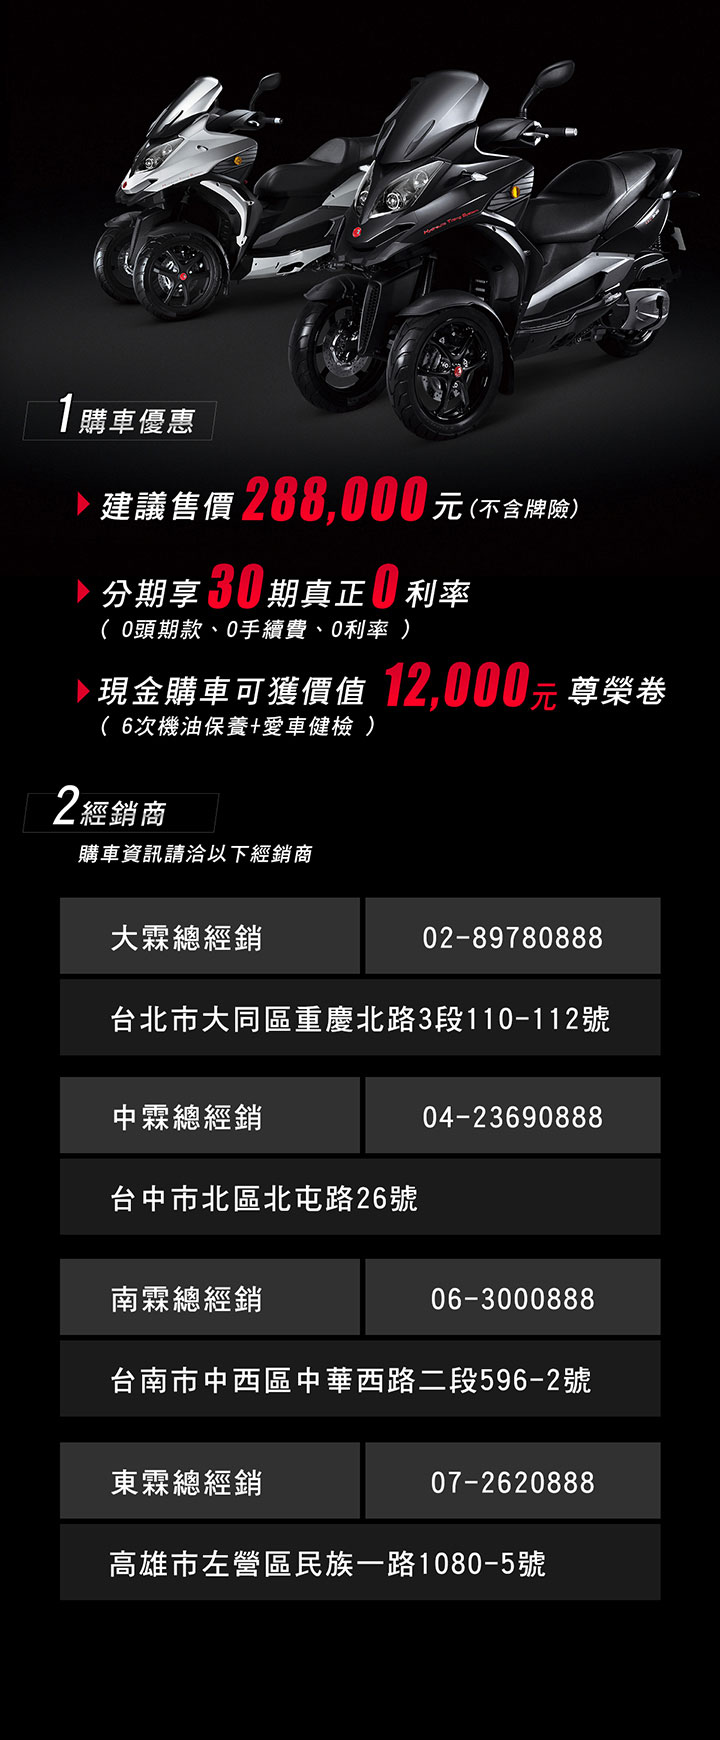 1購車優惠
建議售價288,000元(不含牌險)
分期享30期真正0利率
( 0頭期款、0手續費、0利率 )
現金購車可獲價值 12,000元 尊榮卷
( 6次機油保養+愛車健檢 )
2經銷商
購車資訊請洽以下經銷商
大霖總經銷 02-89780888
台北市大同區重慶北路3段110-112號
中霖總經銷 04-23690888
台中市北區北屯路26號
南霖總經銷 06-3000888
台南市中西區中華西路二段596-2號
東霖總經銷 07-2620888
高雄市左營區民族一路1080-5號